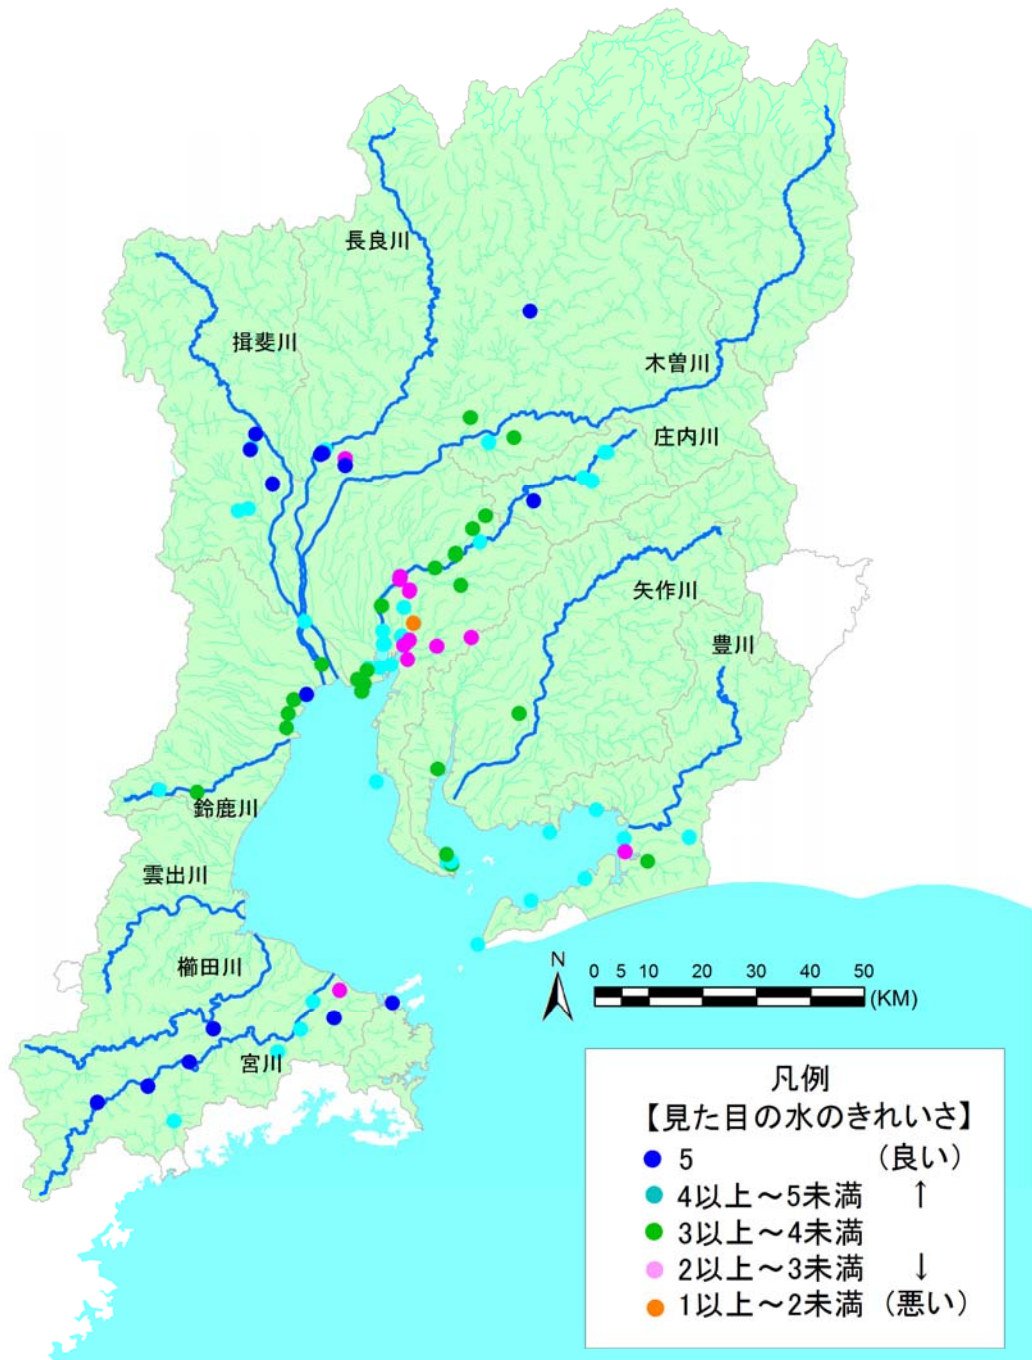 長良川
揖斐川
木曽川
庄内川
矢作川
豊川
鈴鹿川
雲出川
櫛田川
宮川
N
0 5 10 20 30 40 50
(KM)
凡例
【見た目の水のきれいさ】
5 (良い)
4以上～5未満 ↑
3以上～4未満
2以上～3未満 ↓
1以上～2未満 (悪い)